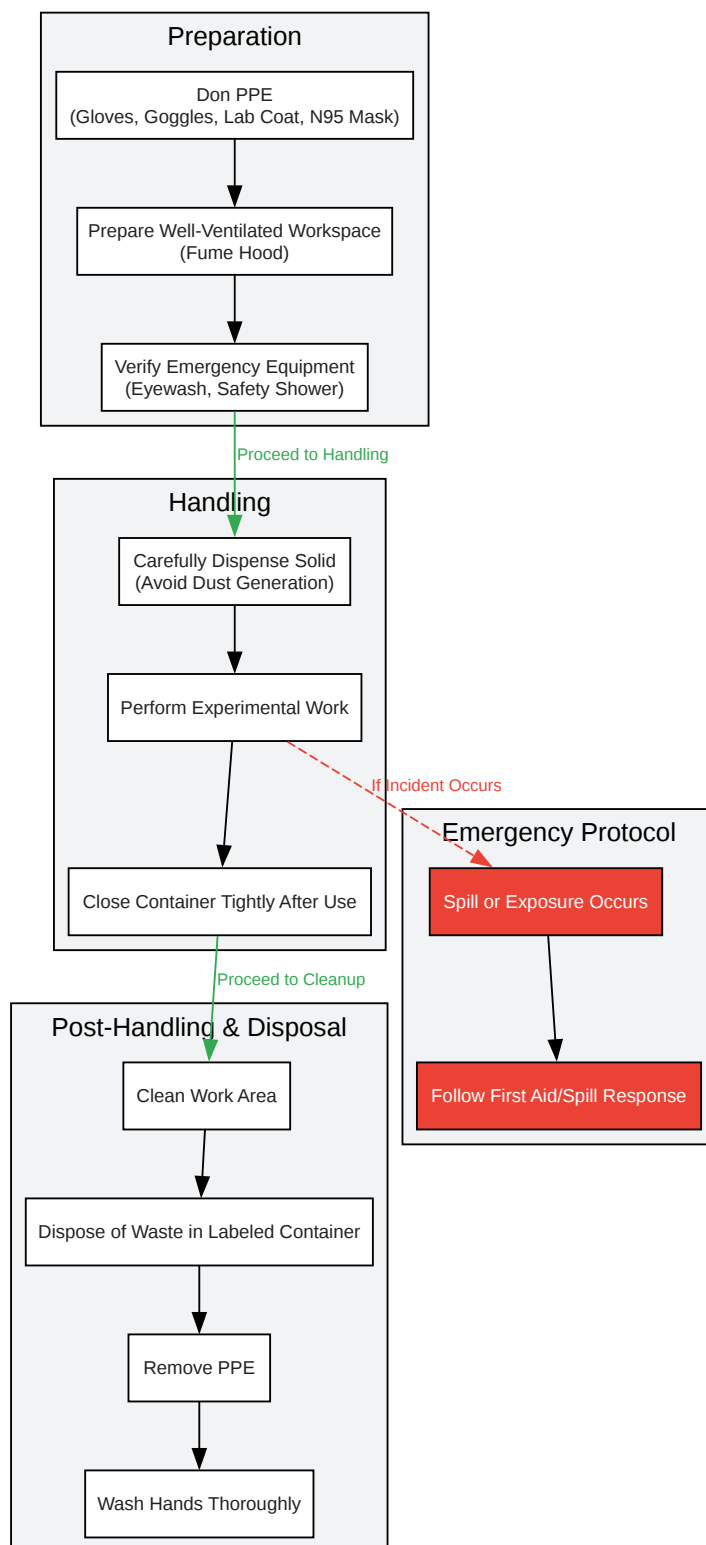 Preparation
Don PPE
(Gloves, Goggles, Lab Coat, N95 Mask)
Prepare Well-Ventilated Workspace
(Fume Hood)
Verify Emergency Equipment
(Eyewash, Safety Shower)
Proceed to Handling
Handling
Carefully Dispense Solid
(Avoid Dust Generation)
Perform Experimental Work
If Incident Occurs
Emergency Protocol
Spill or Exposure Occurs
Follow First Aid/Spill Response
Close Container Tightly After Use
Proceed to Cleanup
Post-Handling & Disposal
Clean Work Area
Dispose of Waste in Labeled Container
Remove PPE
Wash Hands Thoroughly